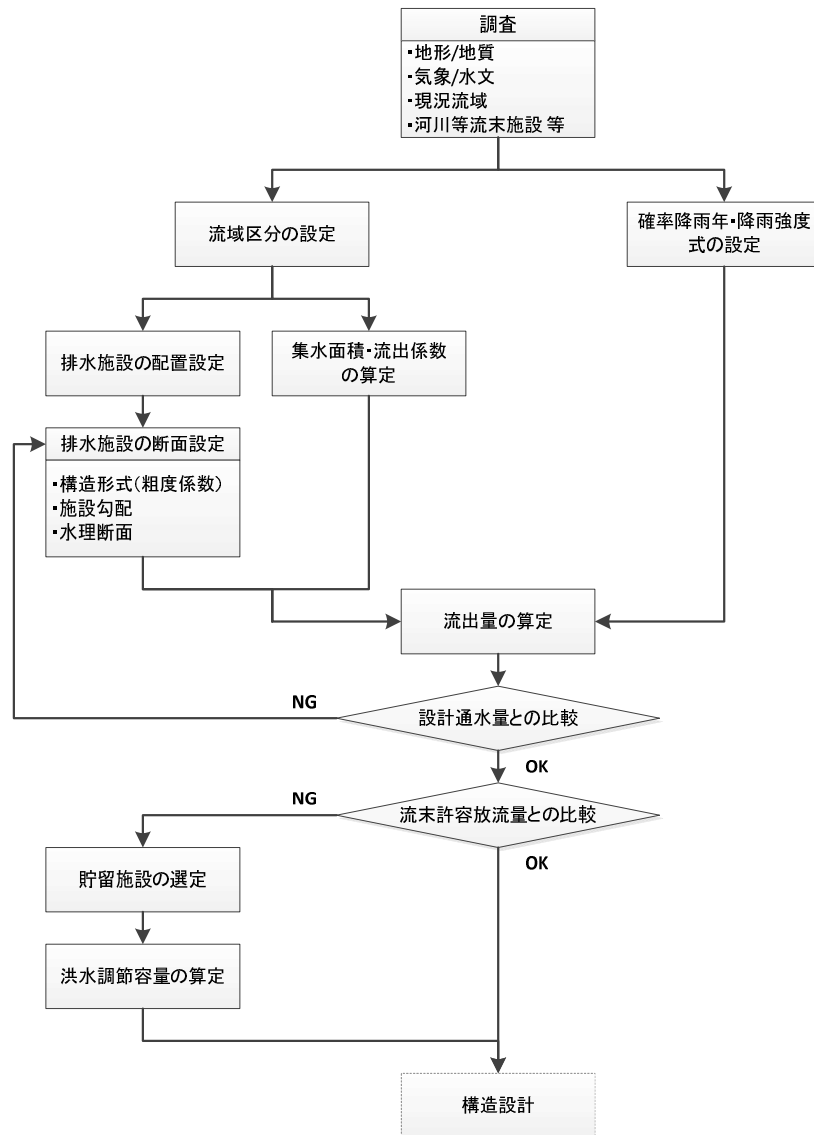 調査
・地形/地質
・気象/水文
・現況流域
・河川等流末施設 等
流域区分の設定
確率降雨年・降雨強度
式の設定
排水施設の配置設定
集水面積・流出係数
の算定
排水施設の断面設定
・構造形式(粗度係数)
・施設勾配
・水理断面
流出量の算定
NG
設計通水量との比較
OK
NG
流末許容放流量との比較
OK
貯留施設の選定
洪水調節容量の算定
構造設計